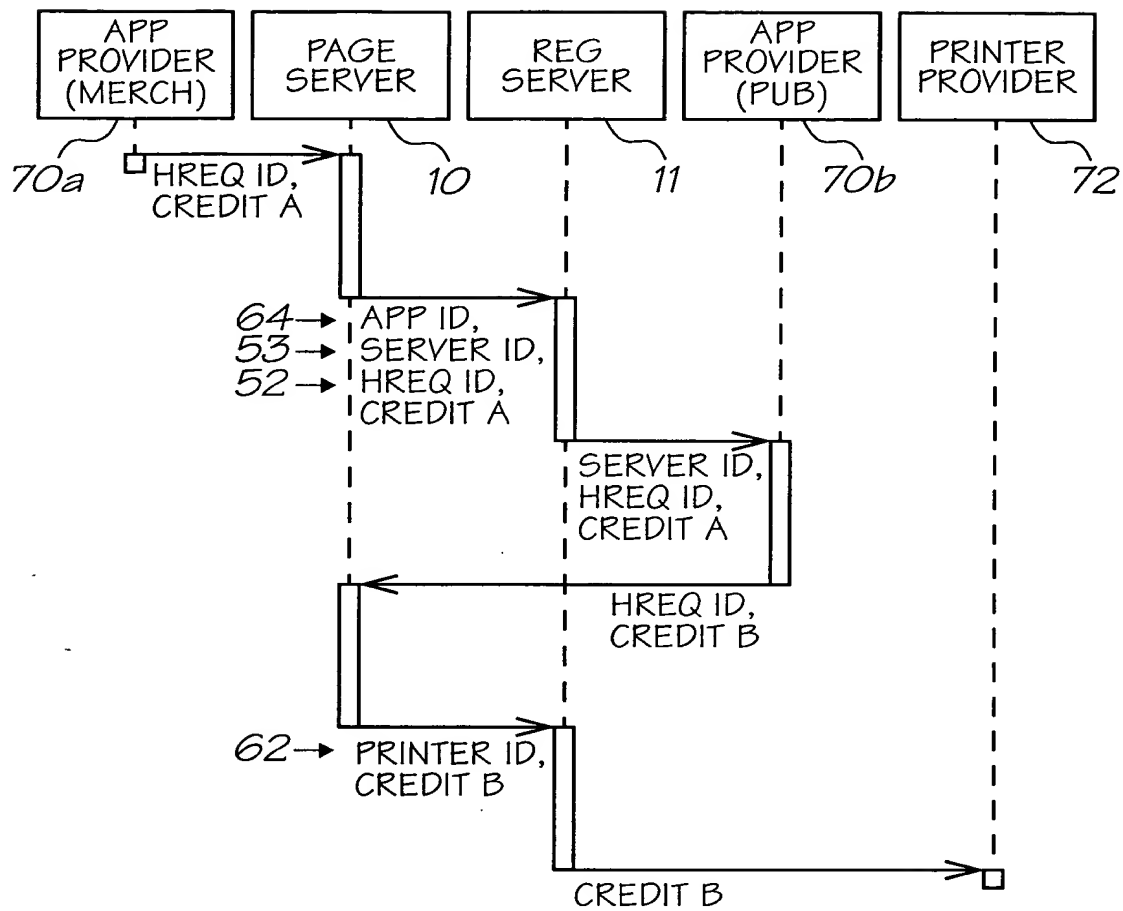 APP
PROVIDER
(MERCH)
PAGE
SERVER
REG
SERVER
APP
PROVIDER
(PUB)
PRINTER
PROVIDER
70a
10
11
70b
72
HREQ ID,
CREDIT A
64
APP ID,
53
SERVER ID,
52
HREQ ID,
CREDIT A
SERVER ID,
HREQ ID,
CREDIT A
HREQ ID,
CREDIT B
62
PRINTER ID,
CREDIT B
CREDIT B